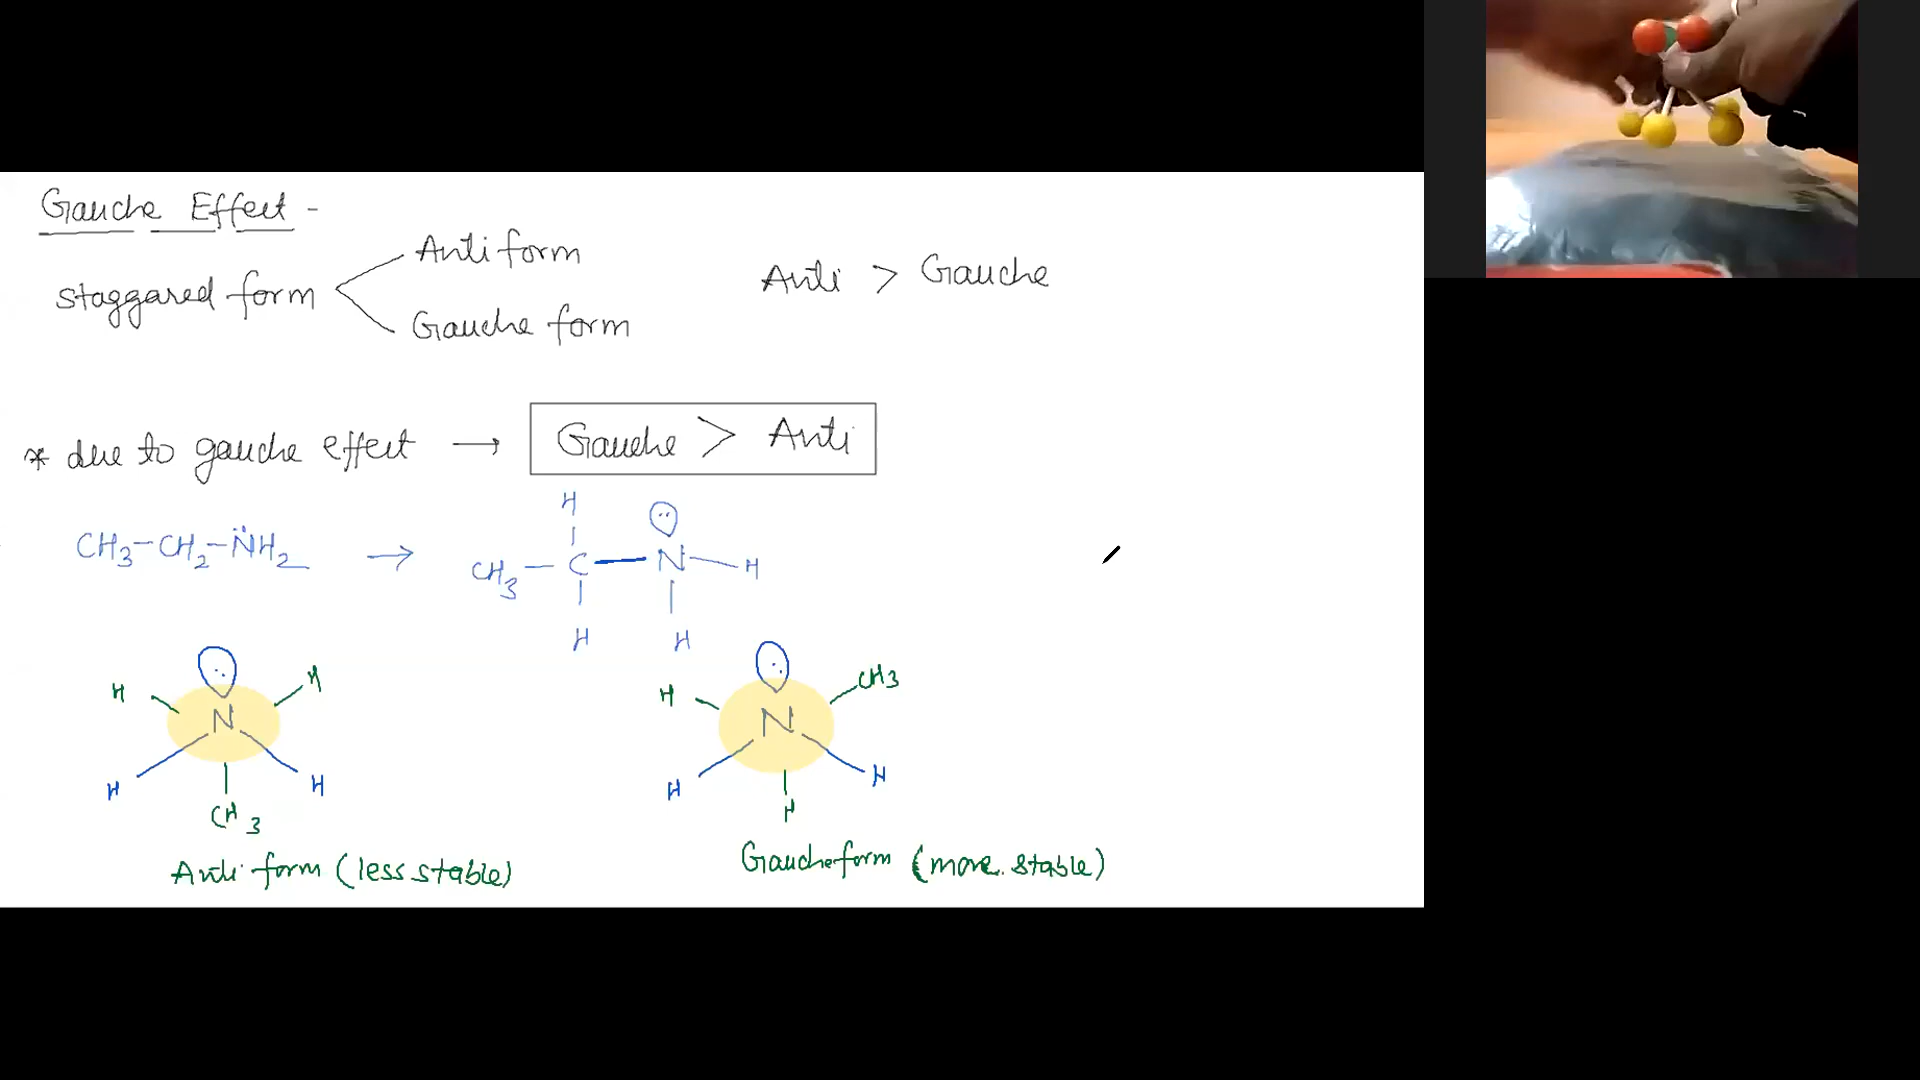 Gauche Effect -
Anti form
staggared form
Anti > Gauche
Gauche form
* due to gauche effect → Gauche > Anti
H
CH3-CH2-N̈H2 → CH3-C-N-H
H H
H H
N
H H
CH3
Anti form (less stable)
H CH3
N
H H
H
Gauche form (more stable)